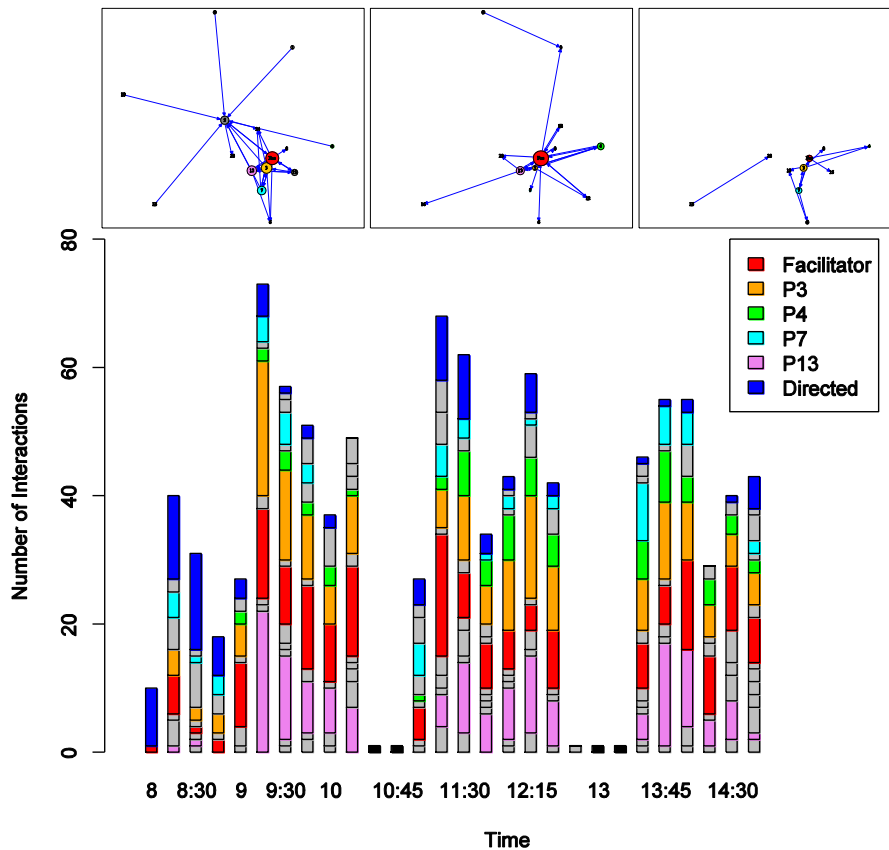 80
60
40
20
0
Number of Interactions
Facilitator
P3
P4
P7
P13
Directed
8 8:30 9 9:30 10 10:45 11:30 12:15 13 13:45 14:30
Time